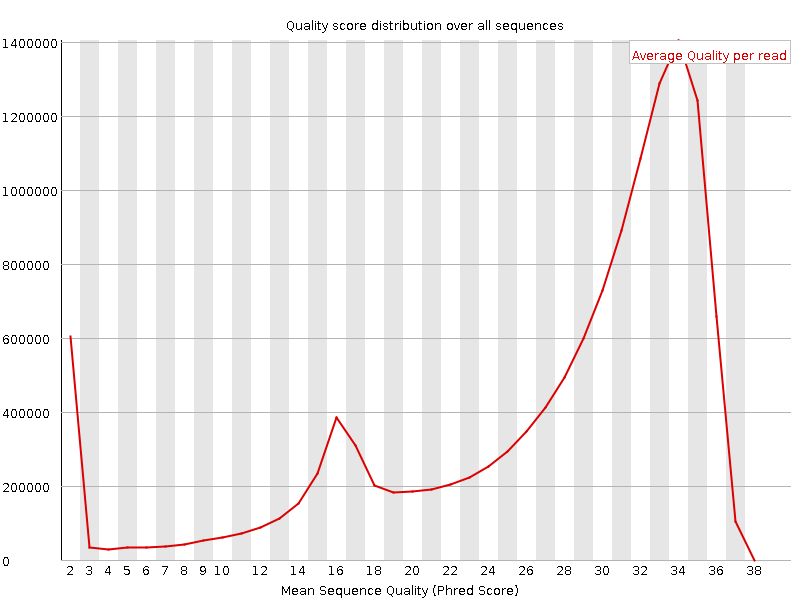 Quality score distribution over all sequences
Average Quality per read
1400000
1200000
1000000
800000
600000
400000
200000
0
2 3 4 5 6 7 8 9 10 12 14 16 18 20 22 24 26 28 30 32 34 36 38
Mean Sequence Quality (Phred Score)